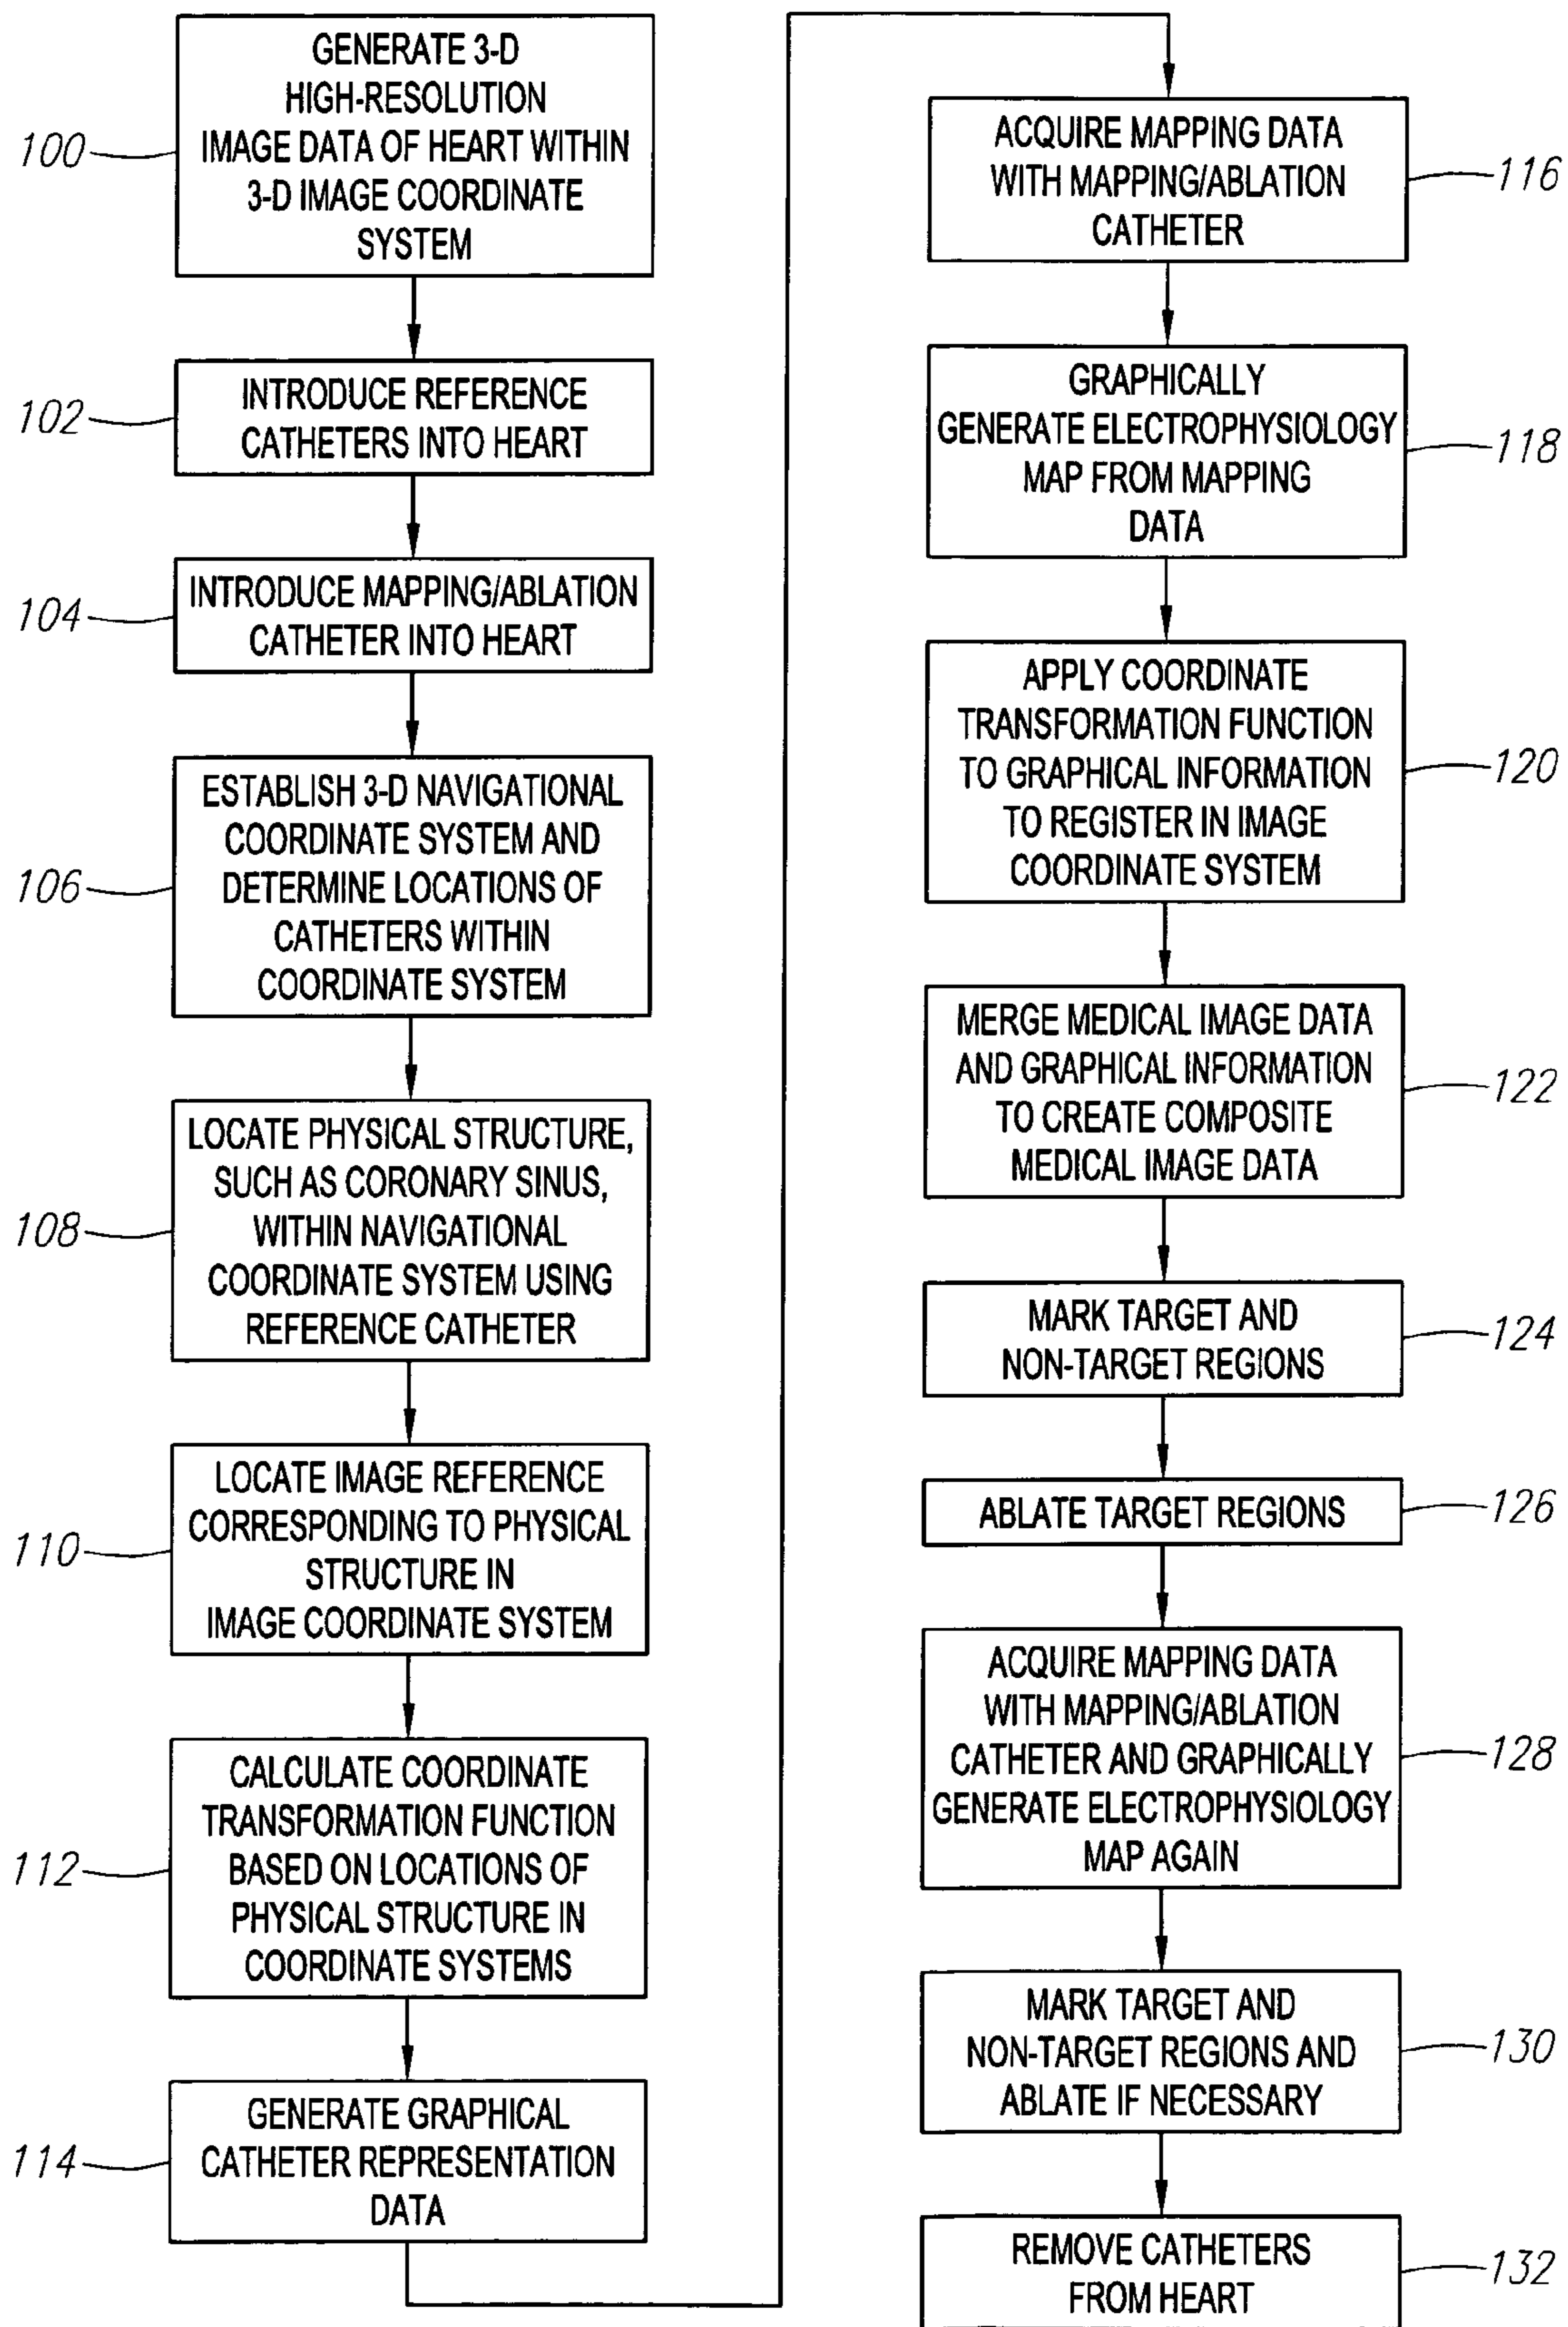 100
GENERATE 3-D
HIGH-RESOLUTION
IMAGE DATA OF HEART WITHIN
3-D IMAGE COORDINATE
SYSTEM
102
INTRODUCE REFERENCE
CATHETERS INTO HEART
104
INTRODUCE MAPPING/ABLATION
CATHETER INTO HEART
106
ESTABLISH 3-D NAVIGATIONAL
COORDINATE SYSTEM AND
DETERMINE LOCATIONS OF
CATHETERS WITHIN
COORDINATE SYSTEM
108
LOCATE PHYSICAL STRUCTURE,
SUCH AS CORONARY SINUS,
WITHIN NAVIGATIONAL
COORDINATE SYSTEM USING
REFERENCE CATHETER
110
LOCATE IMAGE REFERENCE
CORRESPONDING TO PHYSICAL
STRUCTURE IN
IMAGE COORDINATE SYSTEM
112
CALCULATE COORDINATE
TRANSFORMATION FUNCTION
BASED ON LOCATIONS OF
PHYSICAL STRUCTURE IN
COORDINATE SYSTEMS
114
GENERATE GRAPHICAL
CATHETER REPRESENTATION
DATA
ACQUIRE MAPPING DATA
WITH MAPPING/ABLATION
CATHETER
116
GRAPHICALLY
GENERATE ELECTROPHYSIOLOGY
MAP FROM MAPPING
DATA
118
APPLY COORDINATE
TRANSFORMATION FUNCTION
TO GRAPHICAL INFORMATION
TO REGISTER IN IMAGE
COORDINATE SYSTEM
120
MERGE MEDICAL IMAGE DATA
AND GRAPHICAL INFORMATION
TO CREATE COMPOSITE
MEDICAL IMAGE DATA
122
MARK TARGET AND
NON-TARGET REGIONS
124
ABLATE TARGET REGIONS
126
ACQUIRE MAPPING DATA
WITH MAPPING/ABLATION
CATHETER AND GRAPHICALLY
GENERATE ELECTROPHYSIOLOGY
MAP AGAIN
128
MARK TARGET AND
NON-TARGET REGIONS AND
ABLATE IF NECESSARY
130
REMOVE CATHETERS
FROM HEART
132